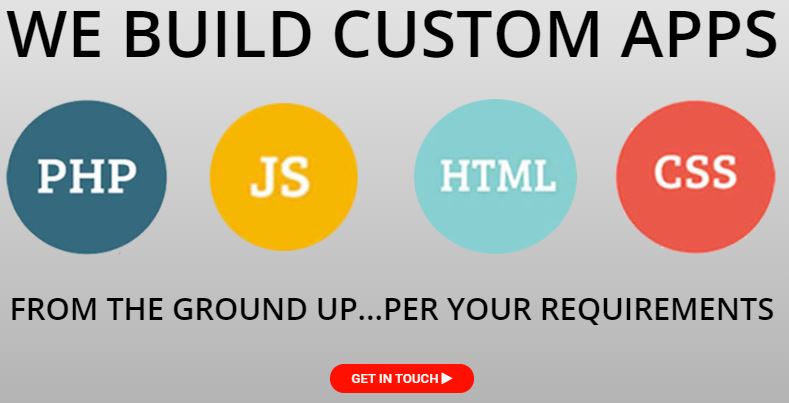 WE BUILD CUSTOM APPS
PHP JS HTML CSS
FROM THE GROUND UP...PER YOUR REQUIREMENTS
GET IN TOUCH